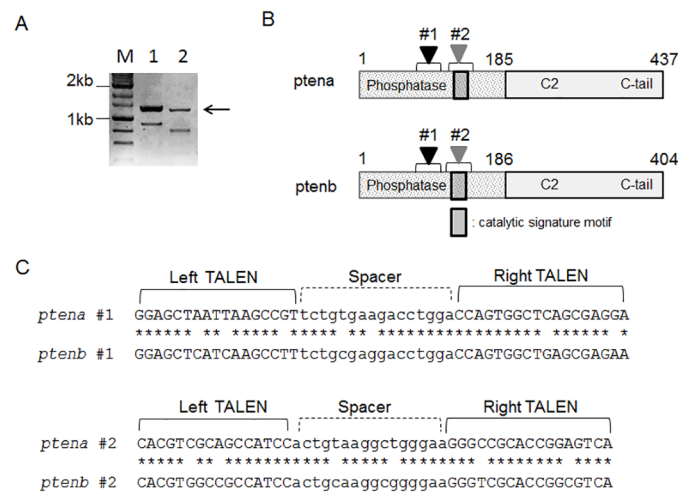 A
M 1 2
2kb
1kb
B
#1 #2
1 185 437
ptena
Phosphatase C2 C-tail
#1 #2
1 186 404
ptenb
Phosphatase C2 C-tail
: catalytic signature motif
C
Left TALEN Spacer Right TALEN
ptena #1 GGAGCTAATTAAGCCGTtctgtgaagacctggaCCAGTGGCTCAGCGAGGA
****** ** ***** ***** ** ***************** ****** *
ptenb #1 GGAGCTCATCAAGCCTTtctgcgaggacctggaCCAGTGGCTGAGCGAGAA
Left TALEN Spacer Right TALEN
ptena #2 CACGTCGCAGCCATCCactgtaaggctgggaaGGGCCGCACCGGAGTCA
***** ** *********** ***** ******** ******** ****
ptenb #2 CACGTGGCCGCCATCCactgcaaggcggggaaGGGTCGCACCGGCGTCA